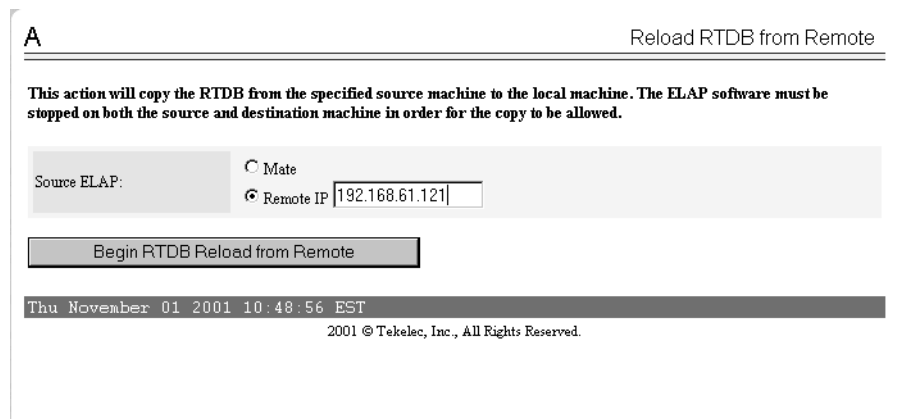 A
Reload RTDB from Remote
This action will copy the RTDB from the specified source machine to the local machine. The ELAP software must be
stopped on both the source and destination machine in order for the copy to be allowed.
Source ELAP:
Mate
Remote IP 192.168.61.121
Begin RTDB Reload from Remote
Thu November 01 2001 10:48:56 EST
2001 © Tekelec, Inc., All Rights Reserved.